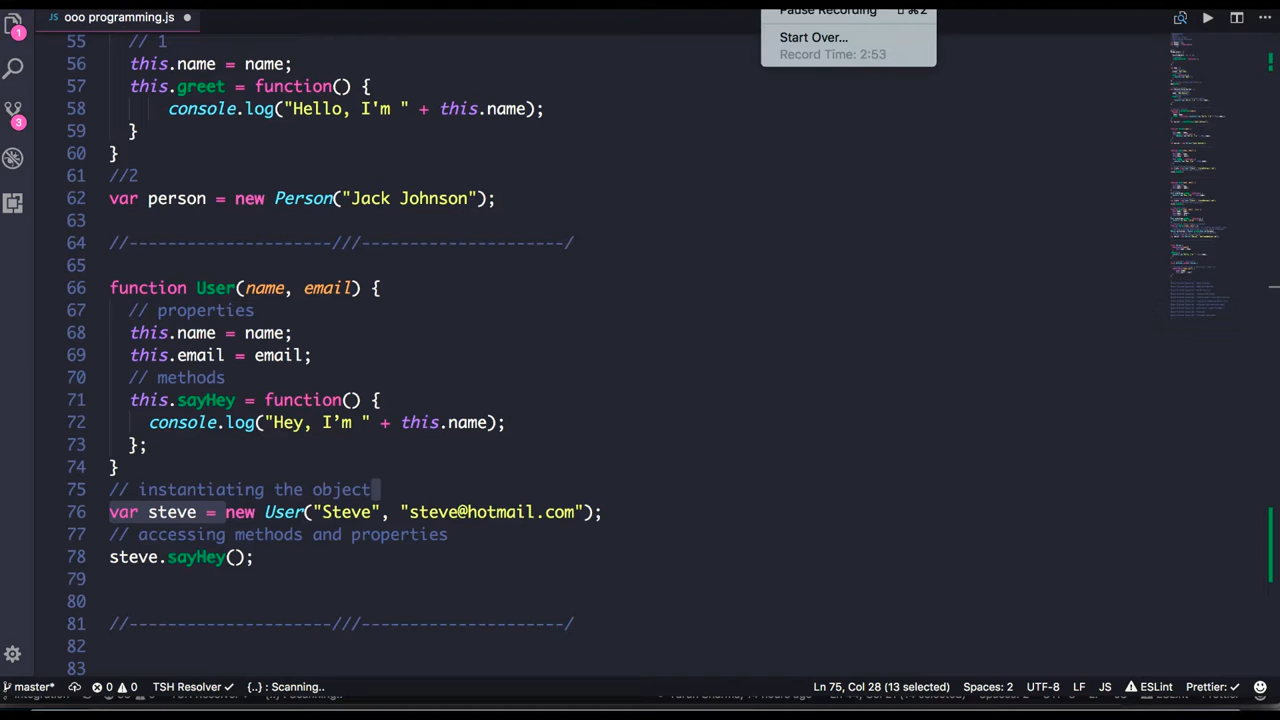 ooo programming.js
JS
Pause Recording
Start Over...
Record Time: 2:53
1
3
55 // 1
56 this.name = name;
57 this.greet = function() {
58 console.log("Hello, I'm " + this.name);
59 }
60 }
61 //2
62 var person = new Person("Jack Johnson");
63
64 //-----------------------///---------------------/
65
66 function User(name, email) {
67 // properties
68 this.name = name;
69 this.email = email;
70 // methods
71 this.sayHey = function() {
72 console.log("Hey, I’m " + this.name);
73 };
74 }
75 // instantiating the object
76 var steve = new User("Steve", "steve@hotmail.com");
77 // accessing methods and properties
78 steve.sayHey();
79
80
81 //-----------------------///---------------------/
82
83
master* 0 0 TSH Resolver {..} : Scanning.. Ln 75, Col 28 (13 selected) Spaces: 2 UTF-8 LF JS ESLint Prettier: